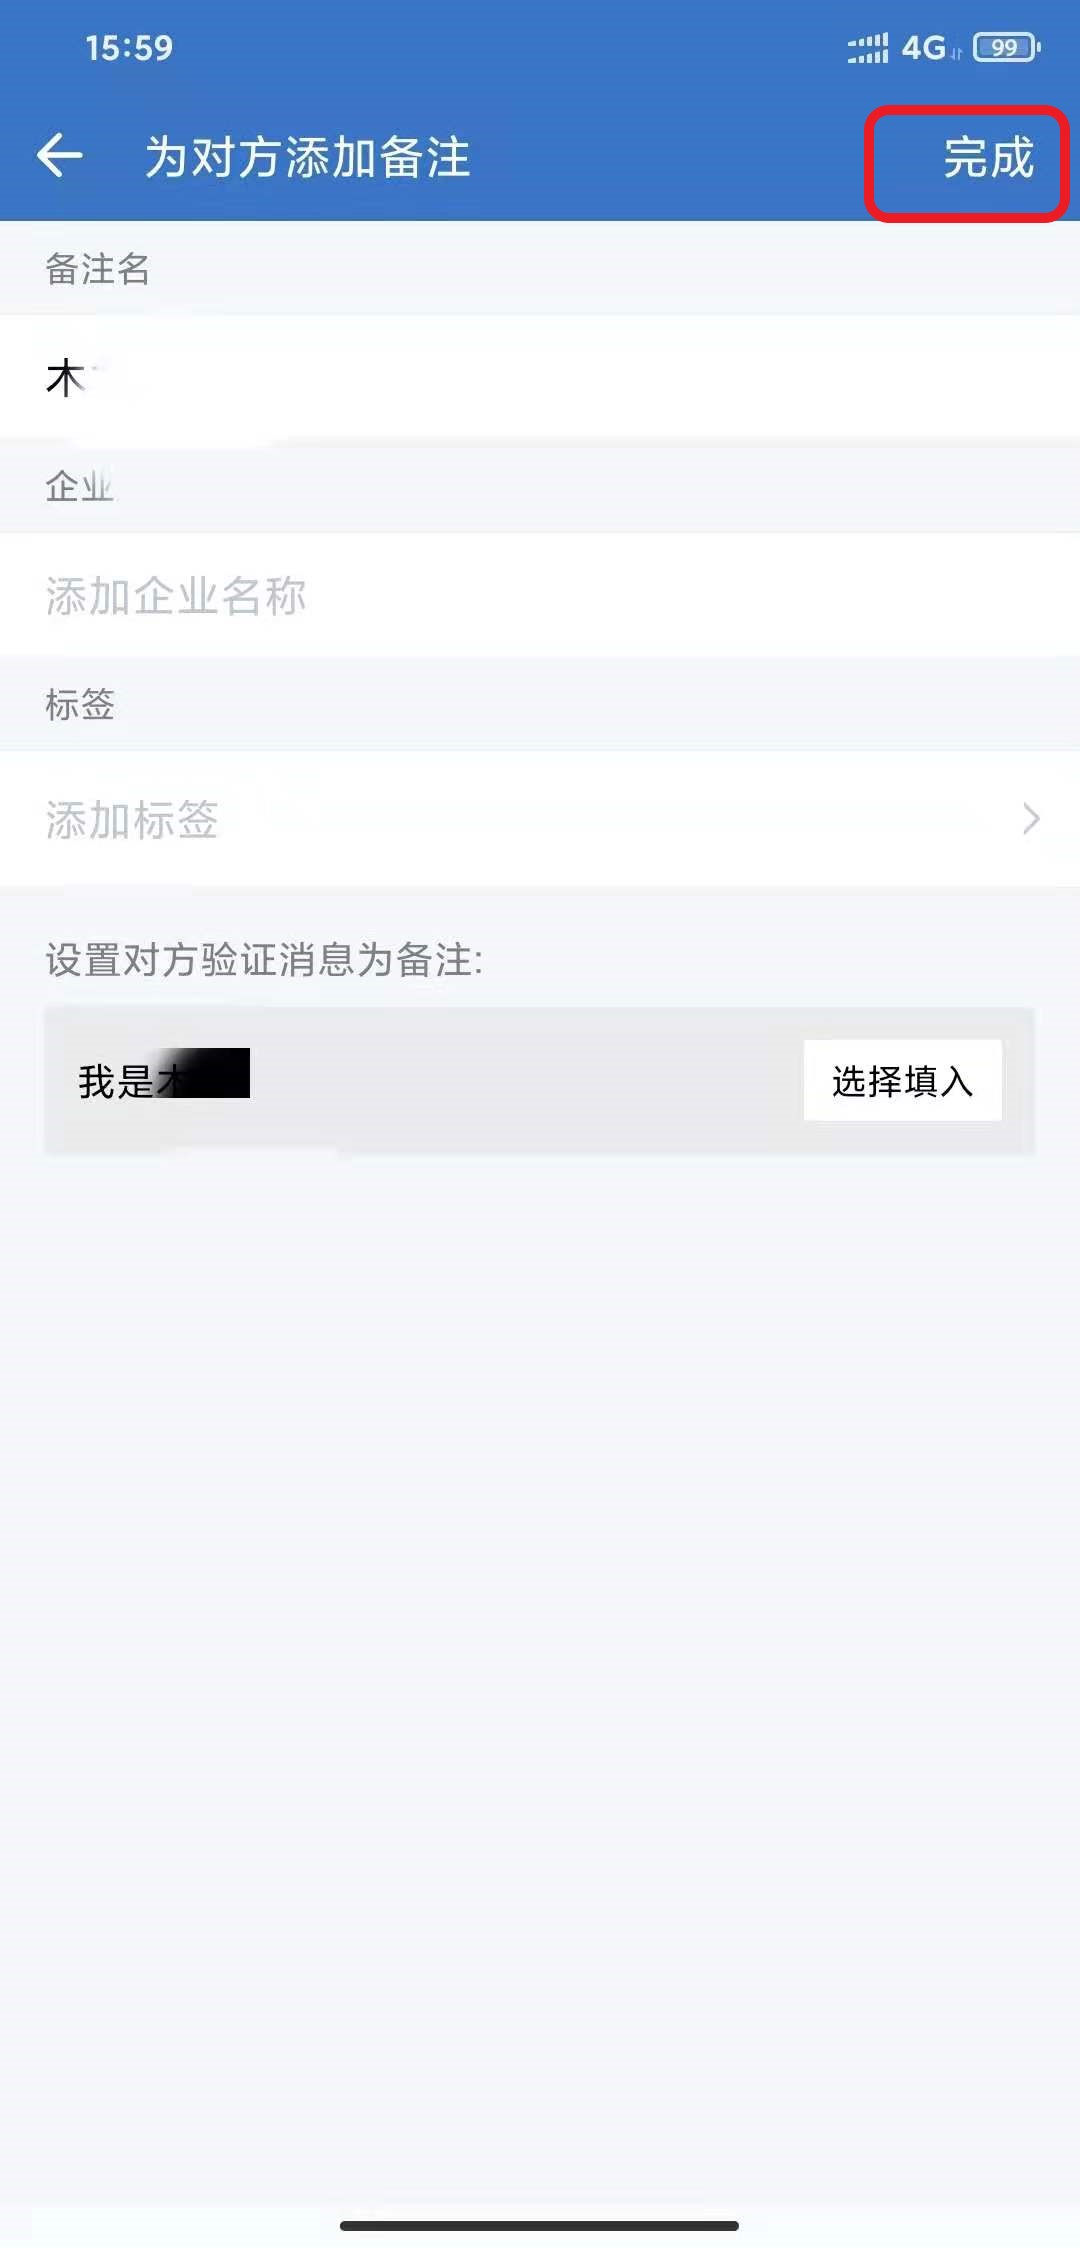 15:59 4G 99
为对方添加备注 完成
备注名
木
企业
添加企业名称
标签
添加标签
设置对方验证消息为备注:
我是木 选择填入